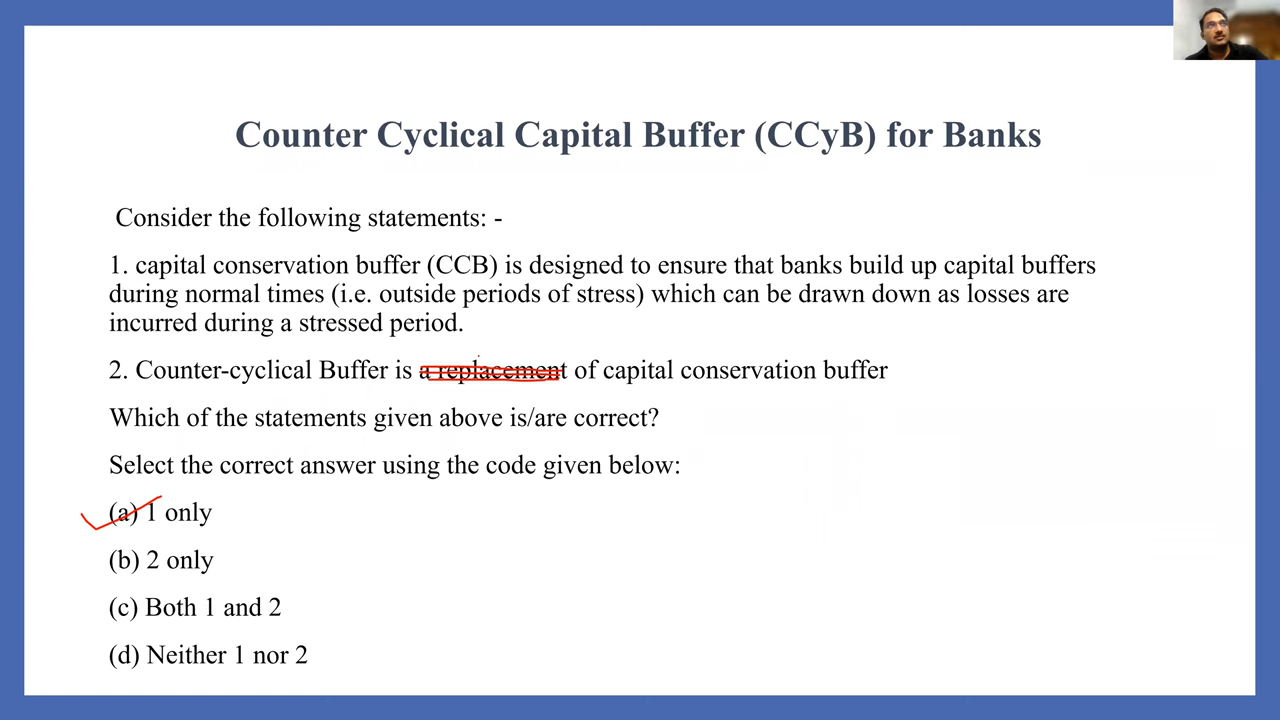 Counter Cyclical Capital Buffer (CCyB) for Banks
Consider the following statements: -
1. capital conservation buffer (CCB) is designed to ensure that banks build up capital buffers
during normal times (i.e. outside periods of stress) which can be drawn down as losses are
incurred during a stressed period.
2. Counter-cyclical Buffer is a replacement of capital conservation buffer
Which of the statements given above is/are correct?
Select the correct answer using the code given below:
(a) 1 only
(b) 2 only
(c) Both 1 and 2
(d) Neither 1 nor 2